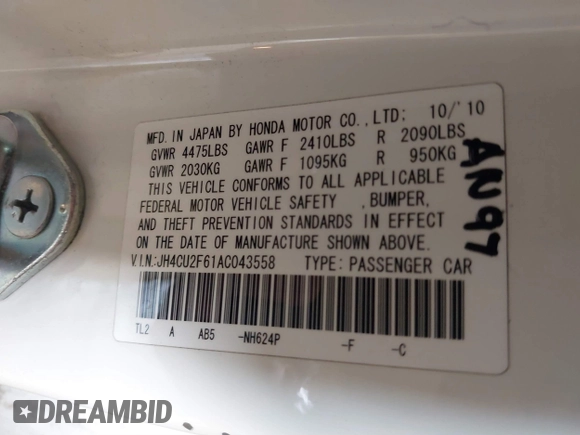 MFD. IN JAPAN BY HONDA MOTOR CO.,LTD: 10/'10
GVWR 4475LBS GAWR F 2410LBS R 2090LBS
GVWR 2030KG GAWR F 1095KG R 950KG
THIS VEHICLE CONFORMS TO ALL APPLICABLE
FEDERAL MOTOR VEHICLE SAFETY ,BUMPER,
AND THEFT PREVENTION STANDARDS IN EFFECT
ON THE DATE OF MANUFACTURE SHOWN ABOVE.
V.I.N.:JH4CU2F61AC043558 TYPE: PASSENGER CAR
TL2 A AB5 -NH624P -F -C
AN97
DREAMBID